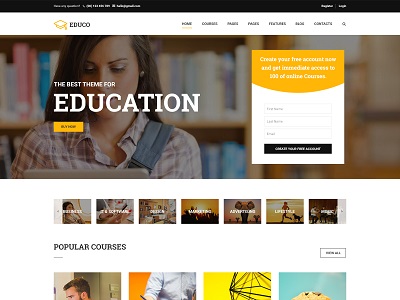 Have any question?
(00) 123 456 789
hello@gmail.com
Register
Login
EDUCO
HOME
COURSES
PAGES
PAGES
FEATURES
BLOG
CONTACTS
THE BEST THEME FOR
EDUCATION
BUY NOW
Create your free account now
and get immediate access to
100 of online Courses
First Name
Last Name
Email
CREATE YOUR FREE ACCOUNT
BUSINESS
IT & SOFTWARE
DESIGN
MARKETING
ADVERTISING
LIFESTYLE
MUSIC
POPULAR COURSES
VIEW ALL